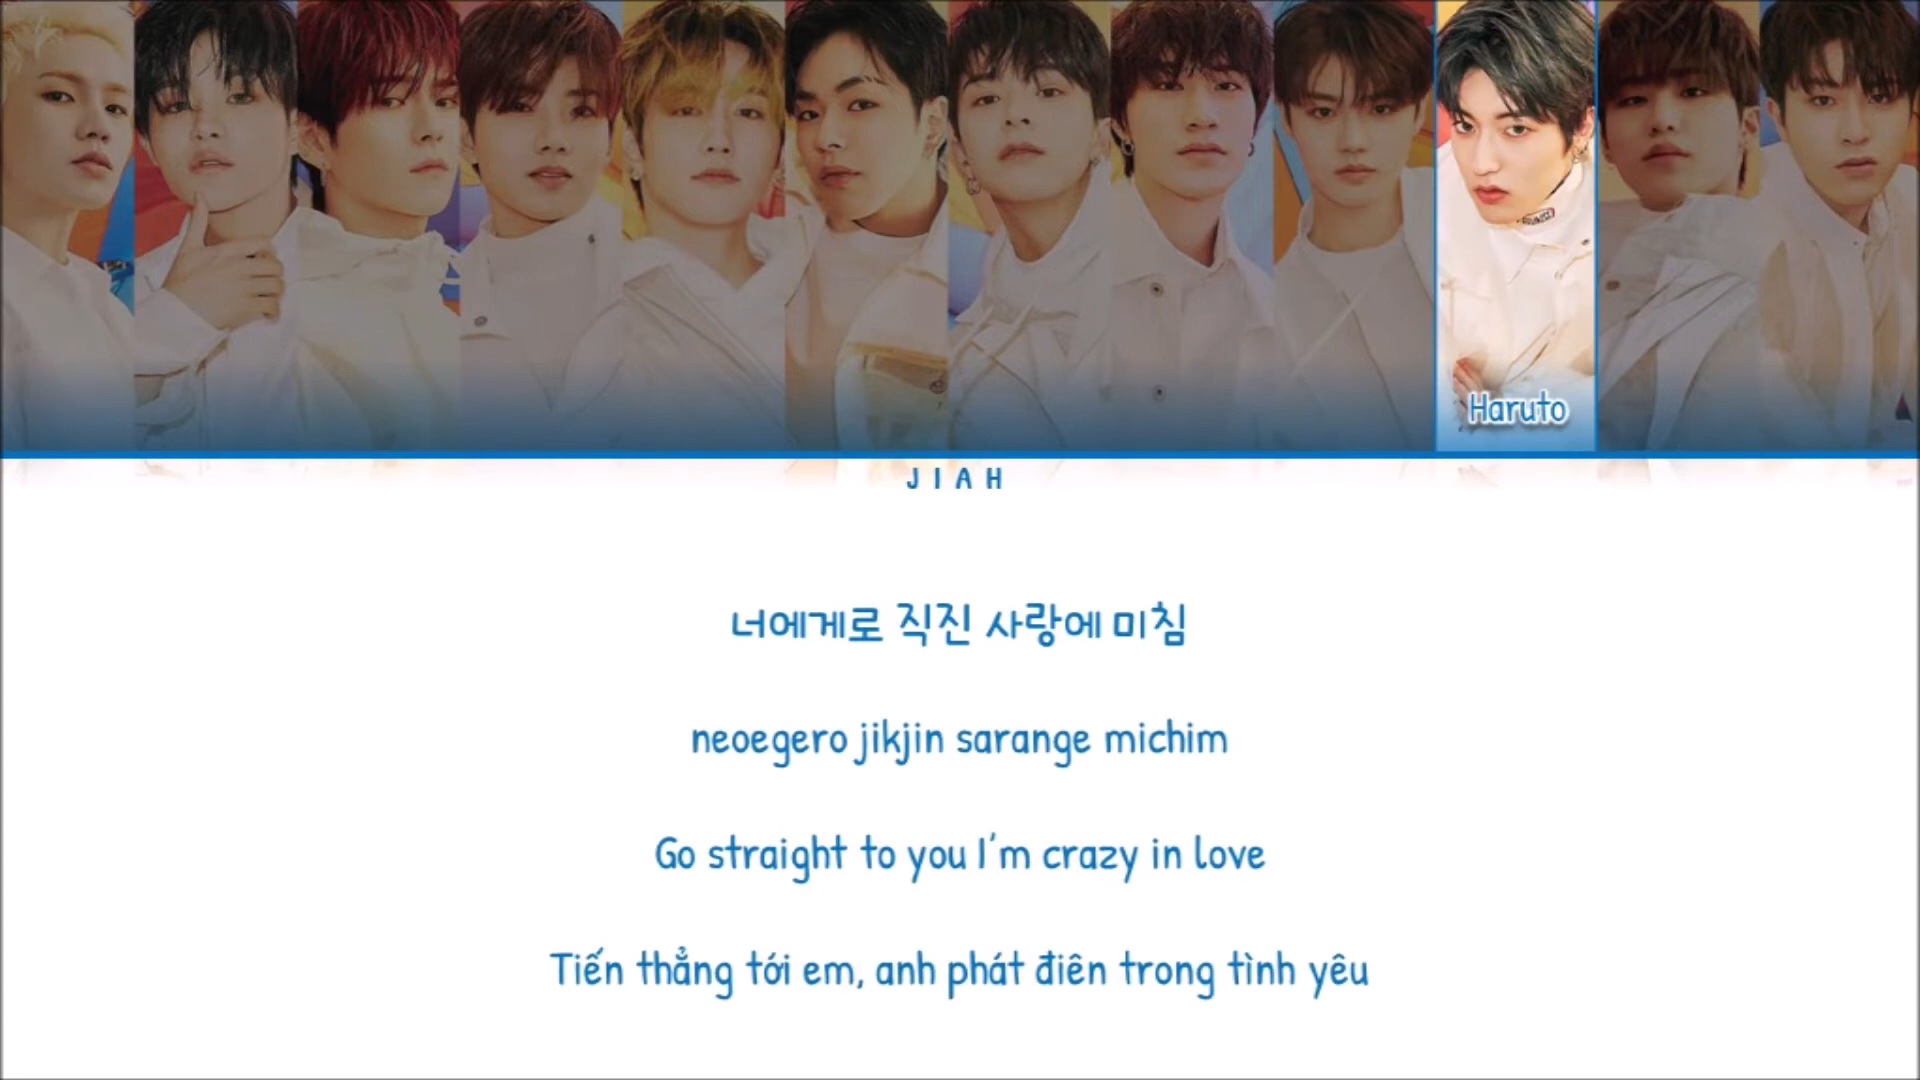 Haruto
JIAH
너에게로 직진 사랑에 미침
neoegero jikjin sarange michim
Go straight to you I'm crazy in love
Tiến thẳng tới em, anh phát điên trong tình yêu